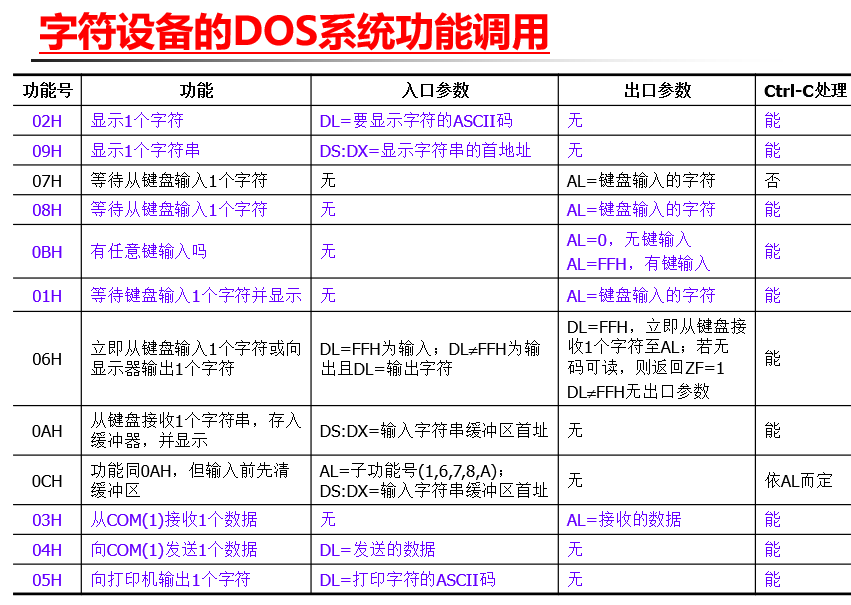 字符设备的DOS系统功能调用
功能号 功能 入口参数 出口参数 Ctrl-C处理
02H 显示1个字符 DL=要显示字符的ASCII码 无 能
09H 显示1个字符串 DS:DX=显示字符串的首地址 无 能
07H 等待从键盘输入1个字符 无 AL=键盘输入的字符 否
08H 等待从键盘输入1个字符 无 AL=键盘输入的字符 能
0BH 有任意键输入吗 无 AL=0，无键输入
AL=FFH，有键输入 能
01H 等待键盘输入1个字符并显示 无 AL=键盘输入的字符 能
06H 立即从键盘输入1个字符或向
显示器输出1个字符 DL=FFH为输入；DL≠FFH为输
出且DL=输出字符 DL=FFH，立即从键盘接
收1个字符至AL；若无
码可读，则返回ZF=1
DL≠FFH无出口参数 能
0AH 从键盘接收1个字符串，存入
缓冲器，并显示 DS:DX=输入字符串缓冲区首址 无 能
0CH 功能同0AH，但输入前先清
缓冲区 AL=子功能号(1,6,7,8,A)；
DS:DX=输入字符串缓冲区首址 无 依AL而定
03H 从COM(1)接收1个数据 无 AL=接收的数据 能
04H 向COM(1)发送1个数据 DL=发送的数据 无 能
05H 向打印机输出1个字符 DL=打印字符的ASCII码 无 能